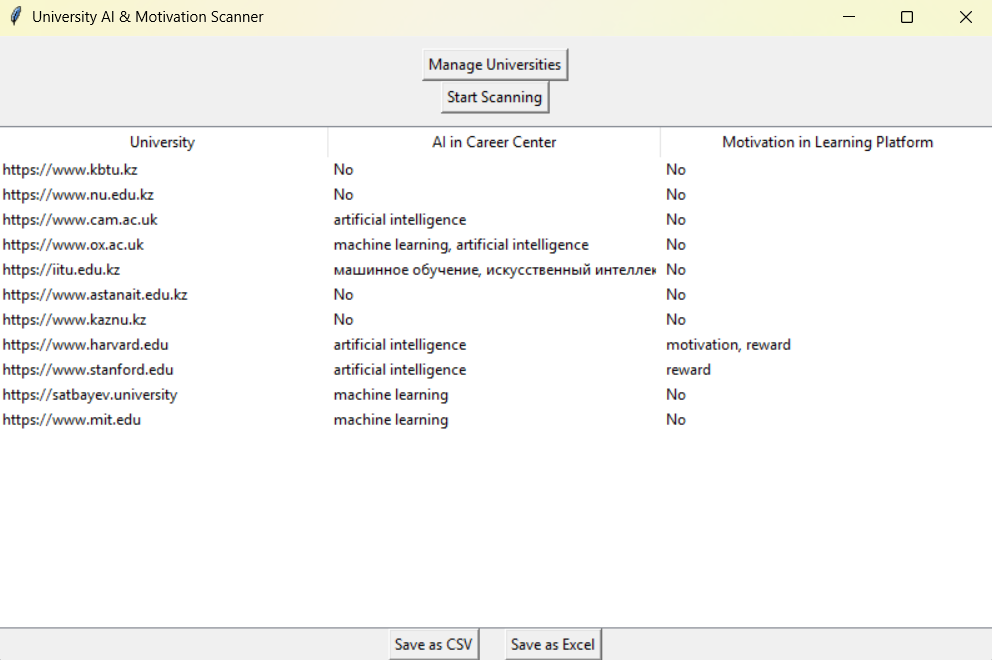 University AI & Motivation Scanner
Manage Universities
Start Scanning
University AI in Career Center Motivation in Learning Platform
https://www.kbtu.kz No No
https://www.nu.edu.kz No No
https://www.cam.ac.uk artificial intelligence No
https://www.ox.ac.uk machine learning, artificial intelligence No
https://iitu.edu.kz машинное обучение, искусственный интеллек No
https://www.astanait.edu.kz No No
https://www.kaznu.kz No No
https://www.harvard.edu artificial intelligence motivation, reward
https://www.stanford.edu artificial intelligence reward
https://satbayev.university machine learning No
https://www.mit.edu machine learning No
Save as CSV Save as Excel